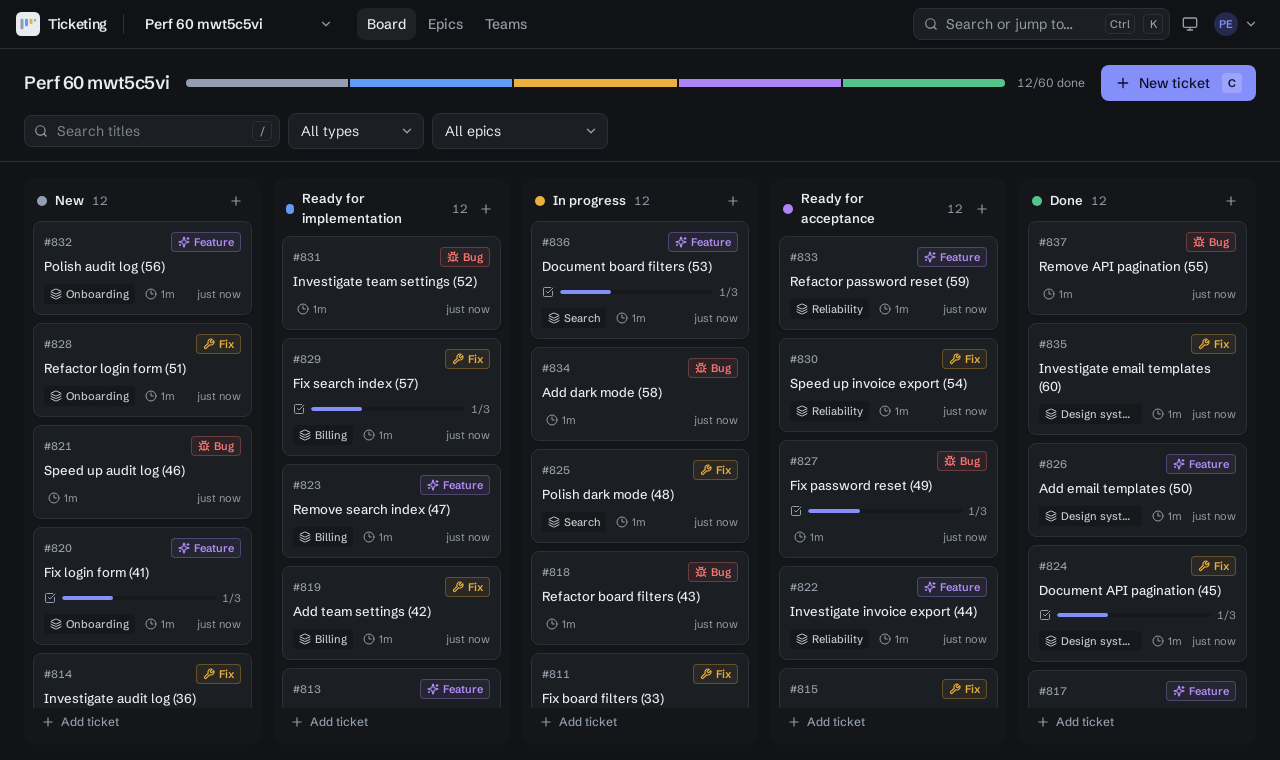 Ticketing
Perf 60 mwt5c5vi
Board
Epics
Teams
Search or jump to...
Ctrl
K
PE
Perf 60 mwt5c5vi
12/60 done
New ticket
C
Search titles
/
All types
All epics
New 12
#832
Feature
Polish audit log (56)
Onboarding
1m
just now
#828
Fix
Refactor login form (51)
Onboarding
1m
just now
#821
Bug
Speed up audit log (46)
1m
just now
#820
Feature
Fix login form (41)
1/3
Onboarding
1m
just now
#814
Fix
Investigate audit log (36)
Add ticket
Ready for
implementation
12
#831
Bug
Investigate team settings (52)
1m
just now
#829
Fix
Fix search index (57)
1/3
Billing
1m
just now
#823
Feature
Remove search index (47)
Billing
1m
just now
#819
Fix
Add team settings (42)
Billing
1m
just now
#813
Feature
Add ticket
In progress 12
#836
Feature
Document board filters (53)
1/3
Search
1m
just now
#834
Bug
Add dark mode (58)
1m
just now
#825
Fix
Polish dark mode (48)
Search
1m
just now
#818
Bug
Refactor board filters (43)
1m
just now
#811
Fix
Fix board filters (33)
Add ticket
Ready for
acceptance
12
#833
Feature
Refactor password reset (59)
Reliability
1m
just now
#830
Fix
Speed up invoice export (54)
Reliability
1m
just now
#827
Bug
Fix password reset (49)
1/3
1m
just now
#822
Feature
Investigate invoice export (44)
Reliability
1m
just now
#815
Fix
Add ticket
Done 12
#837
Bug
Remove API pagination (55)
1m
just now
#835
Fix
Investigate email templates
(60)
Design syst...
1m
just now
#826
Feature
Add email templates (50)
Design syst...
1m
just now
#824
Fix
Document API pagination (45)
1/3
Design syst...
1m
just now
#817
Feature
Add ticket